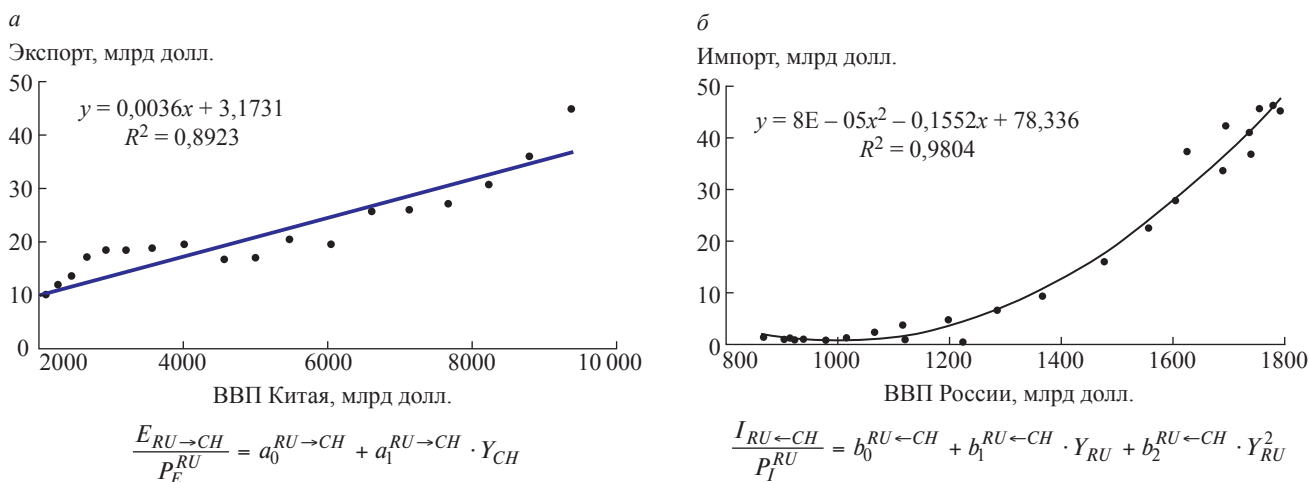 а
Экспорт, млрд долл.
50
40
30
20
10
0
y = 0,0036x + 3,1731
R² = 0,8923
2000 4000 6000 8000 10 000
ВВП Китая, млрд долл.
E_{RU→CH} / P_E^{RU} = a_0^{RU→CH} + a_1^{RU→CH} · Y_{CH}
б
Импорт, млрд долл.
50
40
30
20
10
0
y = 8E – 05x² – 0,1552x + 78,336
R² = 0,9804
800 1000 1200 1400 1600 1800
ВВП России, млрд долл.
I_{RU←CH} / P_I^{RU} = b_0^{RU←CH} + b_1^{RU←CH} · Y_{RU} + b_2^{RU←CH} · Y_{RU}^2